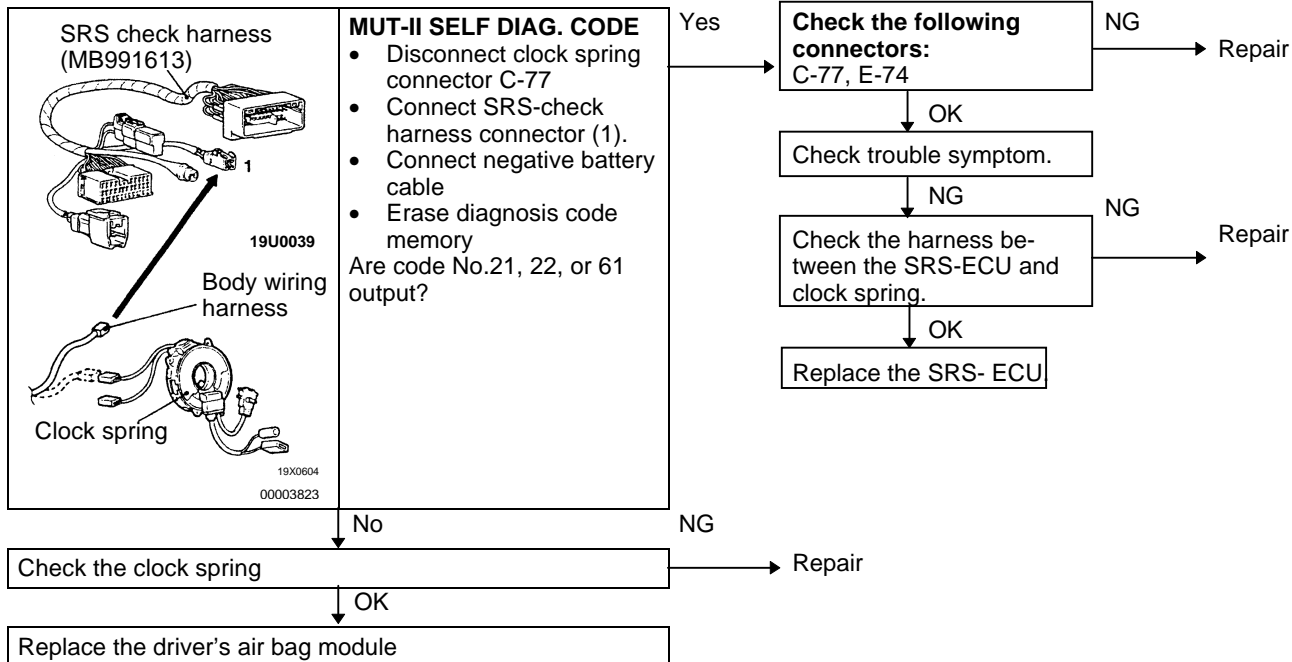 SRS check harness
(MB991613)
1
19U0039
Body wiring
harness
Clock spring
19X0604
00003823
MUT-II SELF DIAG. CODE
• Disconnect clock spring
connector C-77
• Connect SRS-check
harness connector (1).
• Connect negative battery
cable
• Erase diagnosis code
memory
Are code No.21, 22, or 61
output?
Yes
Check the following
connectors:
C-77, E-74
NG
Repair
OK
Check trouble symptom.
NG
Check the harness be-
tween the SRS-ECU and
clock spring.
NG
Repair
OK
Replace the SRS- ECU.
No
Check the clock spring
NG
Repair
OK
Replace the driver's air bag module